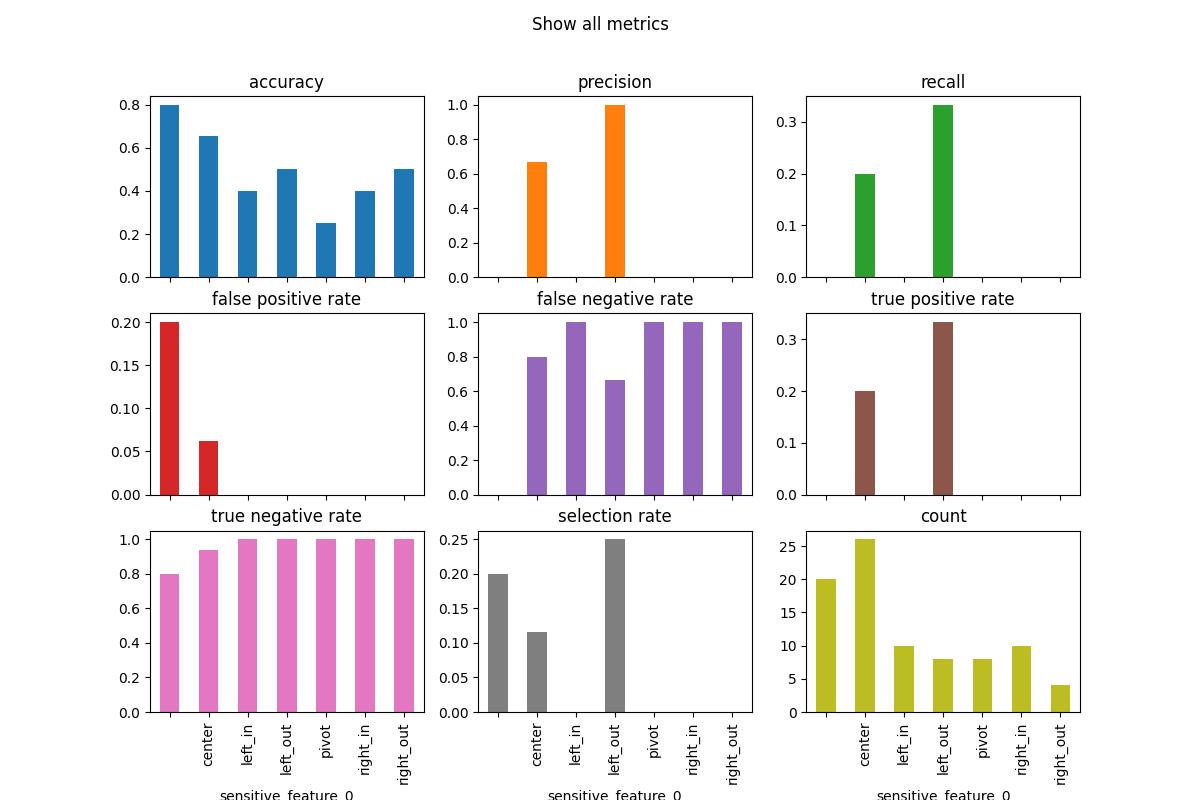 Show all metrics
accuracy
precision
recall
0.8
0.6
0.4
0.2
0.0
1.0
0.8
0.6
0.4
0.2
0.0
0.3
0.2
0.1
0.0
false positive rate
false negative rate
true positive rate
0.20
0.15
0.10
0.05
0.00
1.0
0.8
0.6
0.4
0.2
0.0
0.3
0.2
0.1
0.0
true negative rate
selection rate
count
1.0
0.8
0.6
0.4
0.2
0.0
0.25
0.20
0.15
0.10
0.05
0.00
25
20
15
10
5
0
center
left_in
left_out
pivot
right_in
right_out
center
left_in
left_out
pivot
right_in
right_out
center
left_in
left_out
pivot
right_in
right_out
sensitive_feature_0
sensitive_feature_0
sensitive_feature_0